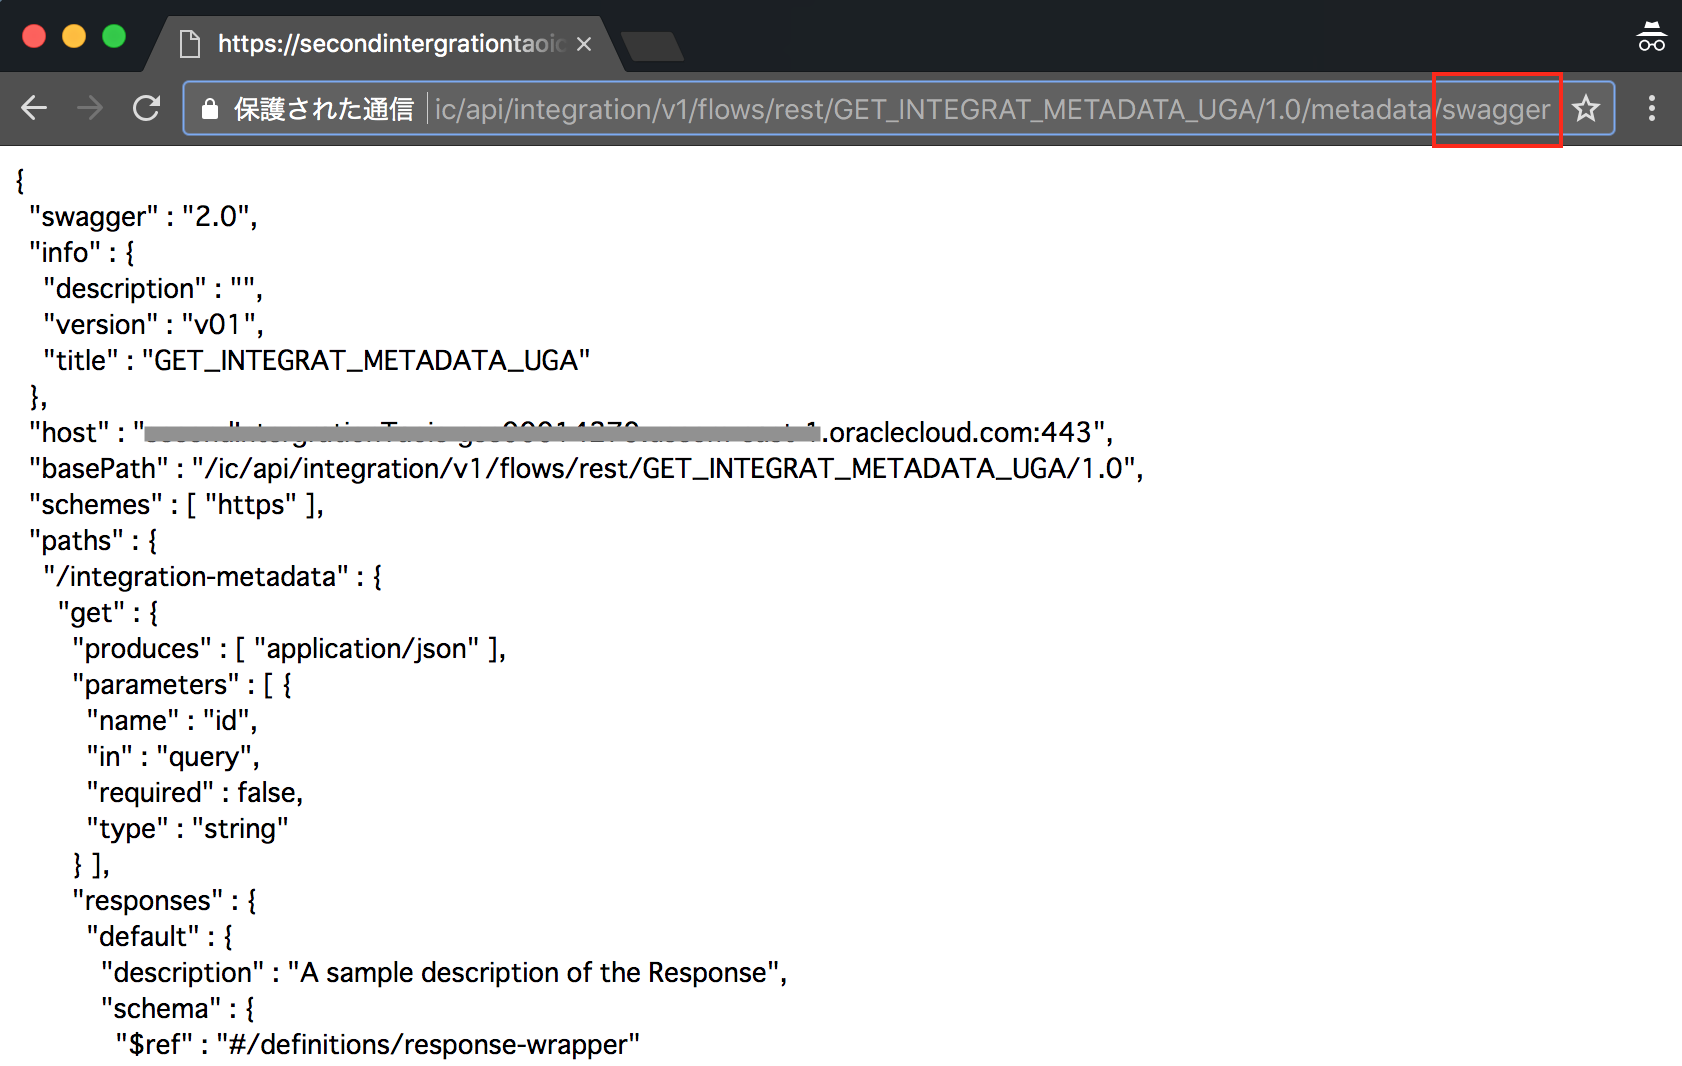 https://secondintergrationtaoic
保護された通信 ic/api/integration/v1/flows/rest/GET_INTEGRAT_METADATA_UGA/1.0/metadata/swagger
{
"swagger" : "2.0",
"info" : {
"description" : "",
"version" : "v01",
"title" : "GET_INTEGRAT_METADATA_UGA"
},
"host" : ".oraclecloud.com:443",
"basePath" : "/ic/api/integration/v1/flows/rest/GET_INTEGRAT_METADATA_UGA/1.0",
"schemes" : [ "https" ],
"paths" : {
"/integration-metadata" : {
"get" : {
"produces" : [ "application/json" ],
"parameters" : [ {
"name" : "id",
"in" : "query",
"required" : false,
"type" : "string"
} ],
"responses" : {
"default" : {
"description" : "A sample description of the Response",
"schema" : {
"$ref" : "#/definitions/response-wrapper"